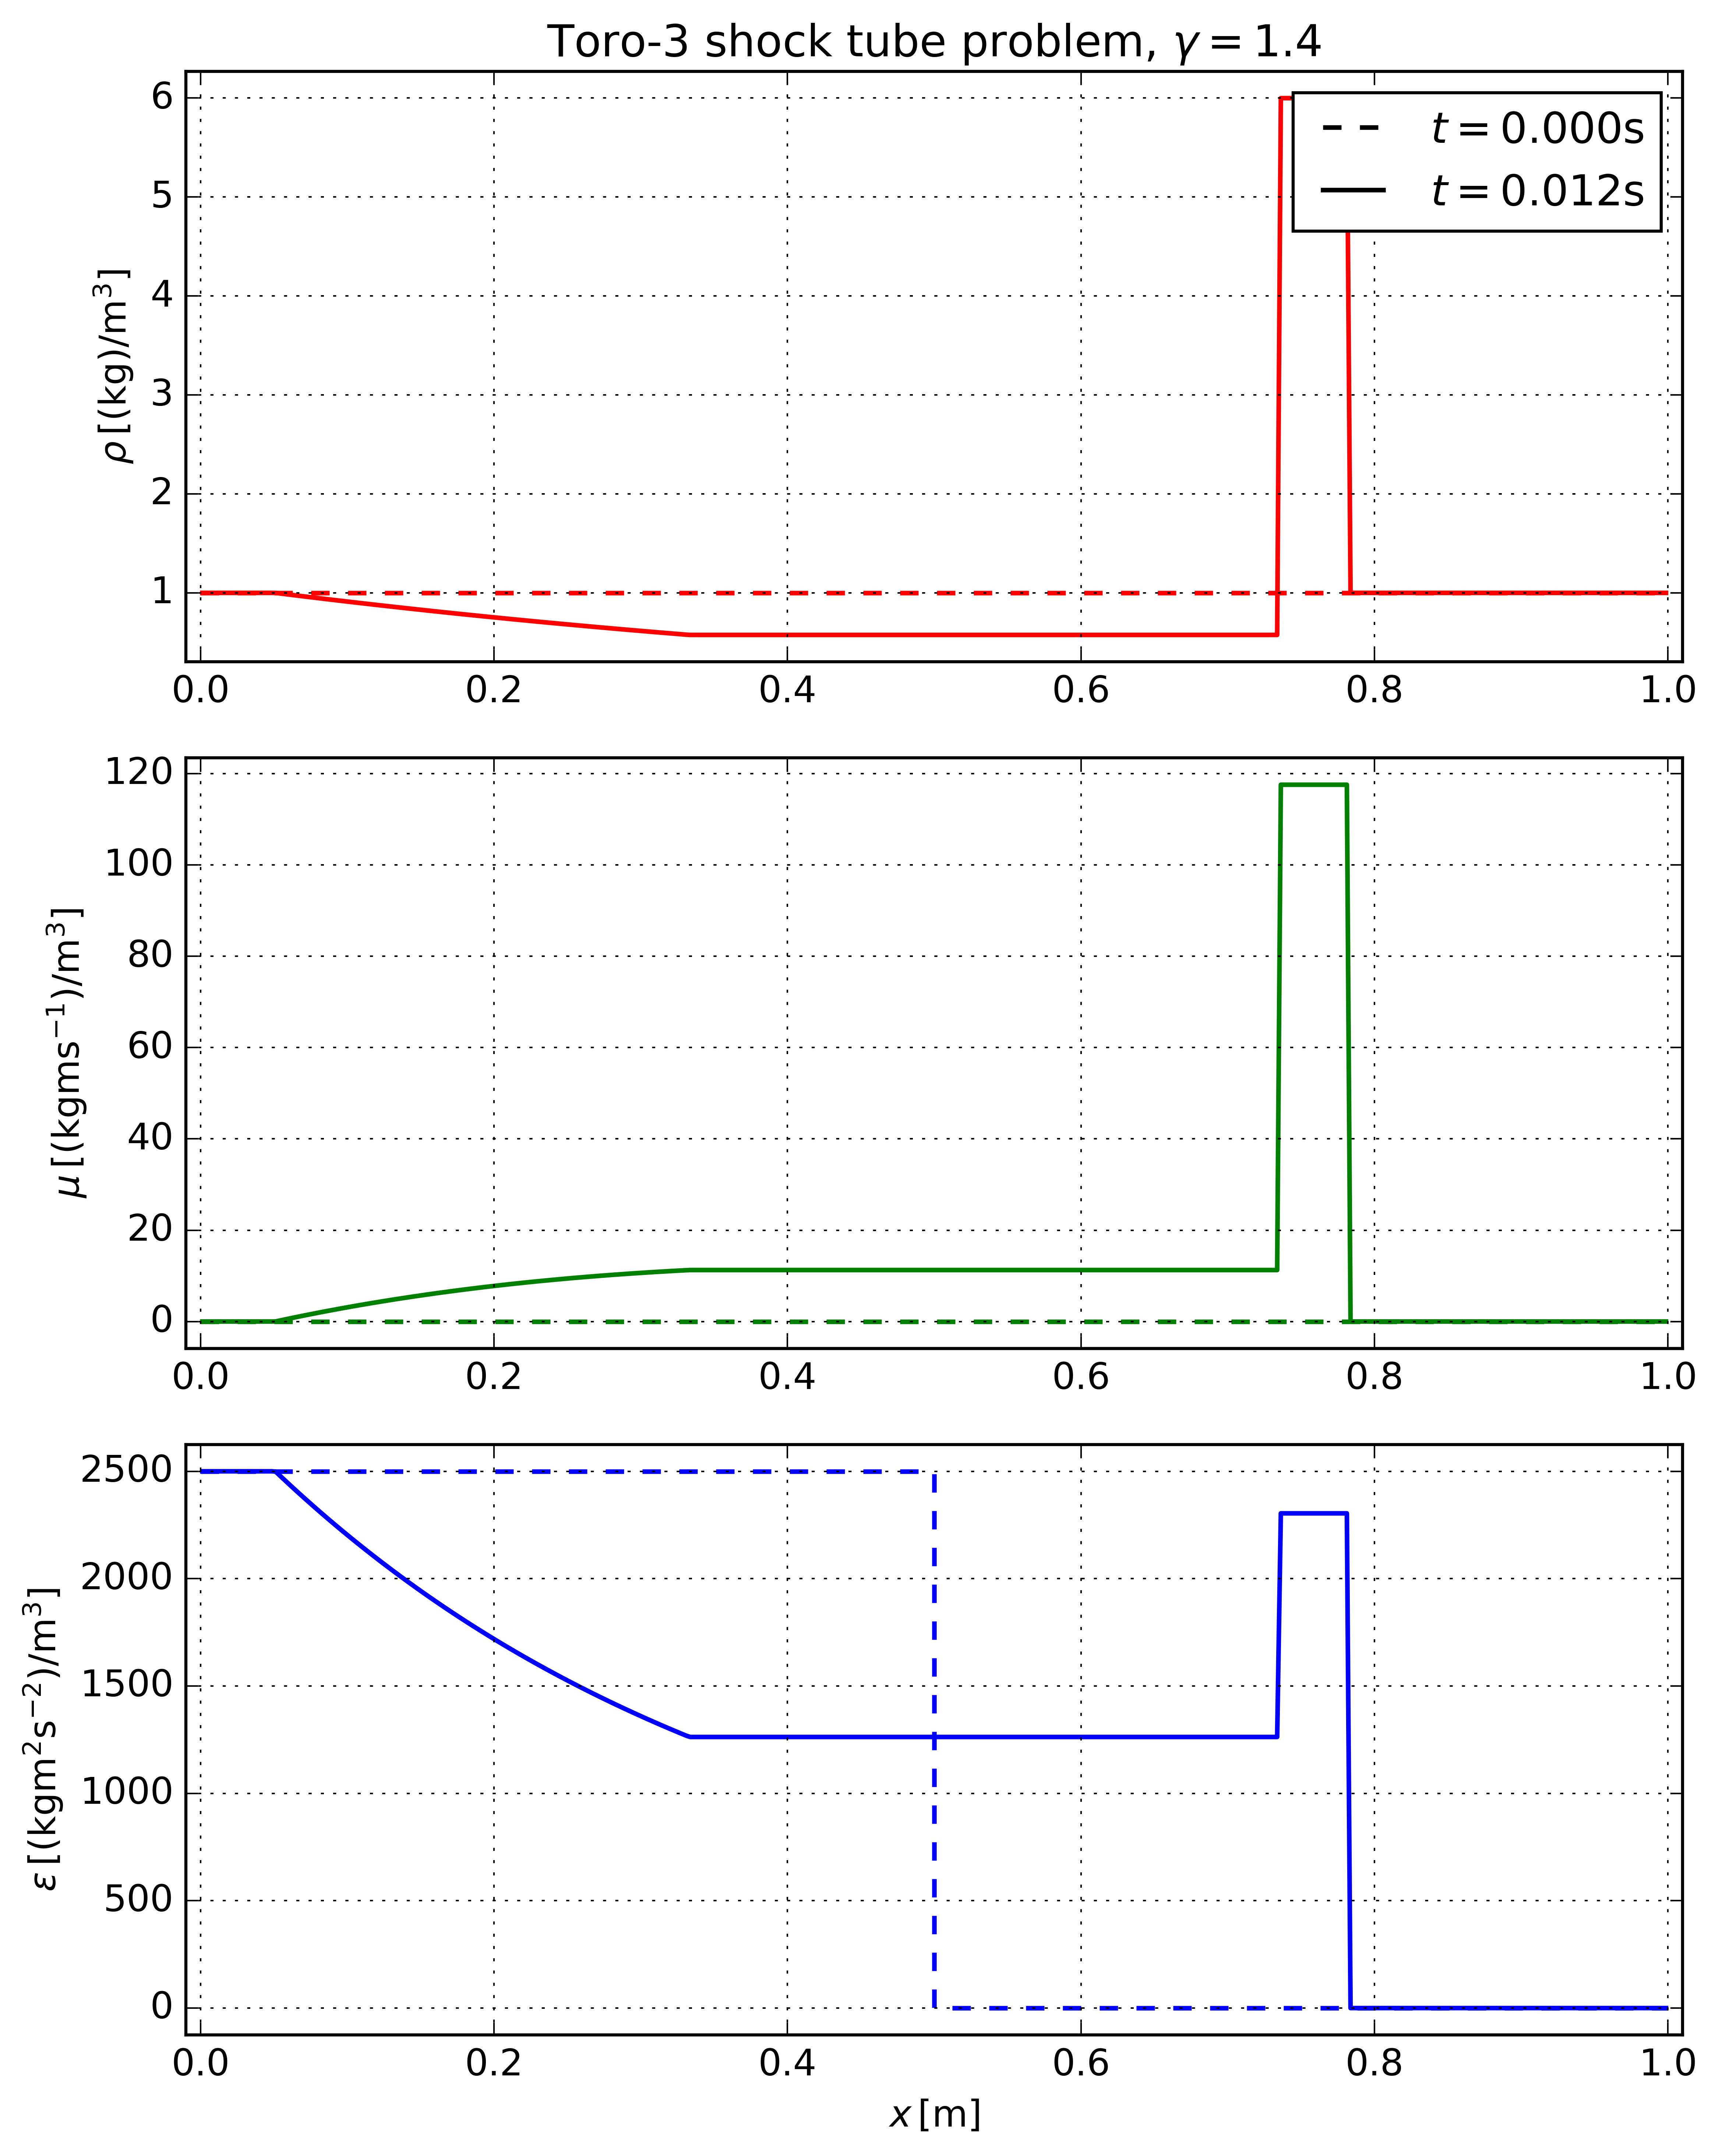 Toro-3 shock tube problem, γ = 1.4
6
5
4
3
2
1
ρ [(kg)/m³]
t = 0.000s
t = 0.012s
0.0 0.2 0.4 0.6 0.8 1.0
120
100
80
60
40
20
0
μ [(kgms⁻¹)/m³]
0.0 0.2 0.4 0.6 0.8 1.0
2500
2000
1500
1000
500
0
ε [(kgm²s⁻²)/m³]
0.0 0.2 0.4 0.6 0.8 1.0
x [m]